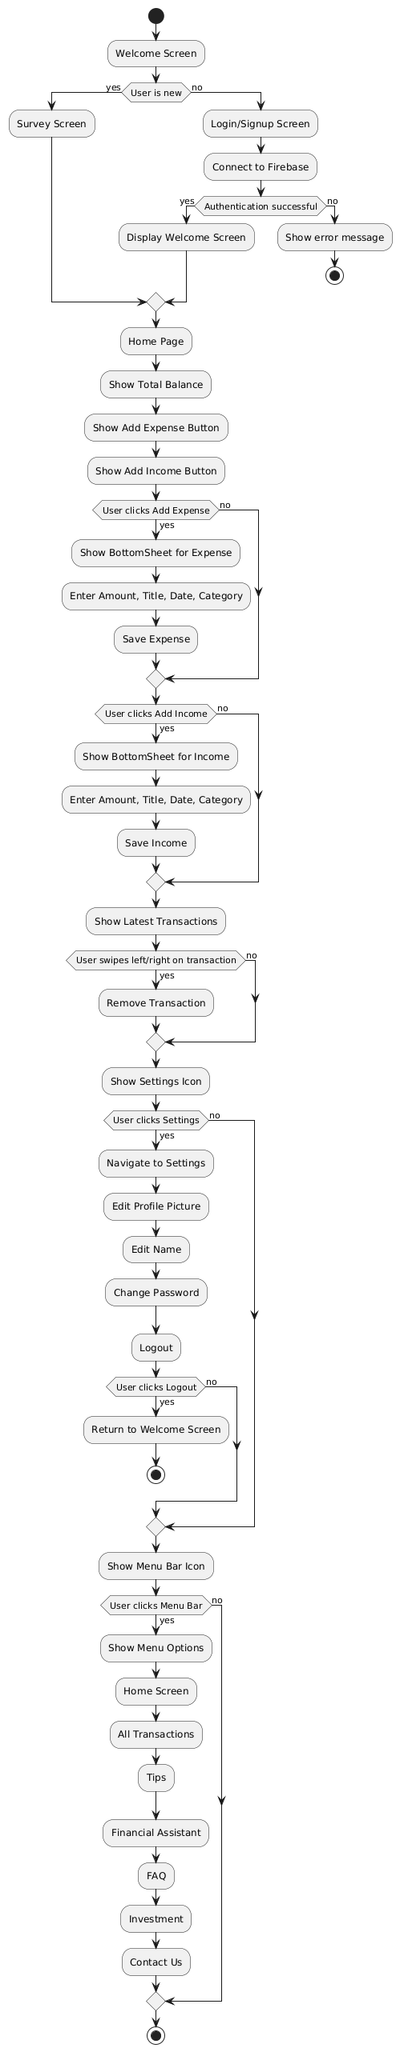 Welcome Screen
yes
User is new
no
Survey Screen
Login/Signup Screen
Connect to Firebase
yes
Authentication successful
no
Display Welcome Screen
Show error message
Home Page
Show Total Balance
Show Add Expense Button
Show Add Income Button
User clicks Add Expense
no
yes
Show BottomSheet for Expense
Enter Amount, Title, Date, Category
Save Expense
User clicks Add Income
no
yes
Show BottomSheet for Income
Enter Amount, Title, Date, Category
Save Income
Show Latest Transactions
User swipes left/right on transaction
no
yes
Remove Transaction
Show Settings Icon
User clicks Settings
no
yes
Navigate to Settings
Edit Profile Picture
Edit Name
Change Password
Logout
User clicks Logout
no
yes
Return to Welcome Screen
Show Menu Bar Icon
User clicks Menu Bar
no
yes
Show Menu Options
Home Screen
All Transactions
Tips
Financial Assistant
FAQ
Investment
Contact Us